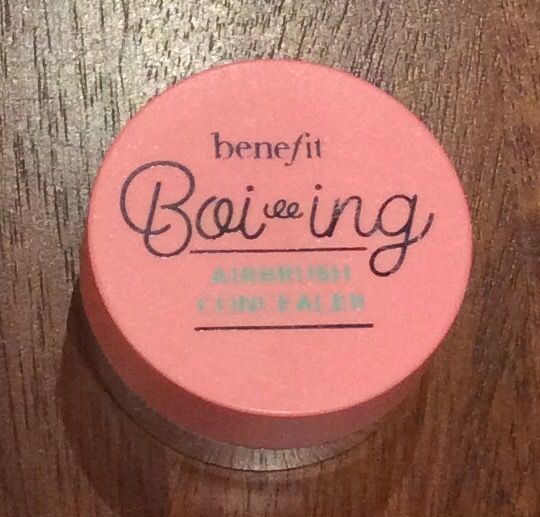 benefit
Boi-ing
AIRBRUSH
CONCEALER